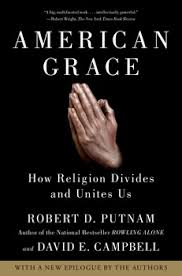 "A big multifaceted work.... intellectually powerful."
—Robert Wright, The New York Times Book Review
AMERICAN
GRACE
How Religion Divides
and Unites Us
ROBERT D. PUTNAM
Author of the National Bestseller BOWLING ALONE
and DAVID E. CAMPBELL
WITH A NEW EPILOGUE BY THE AUTHORS